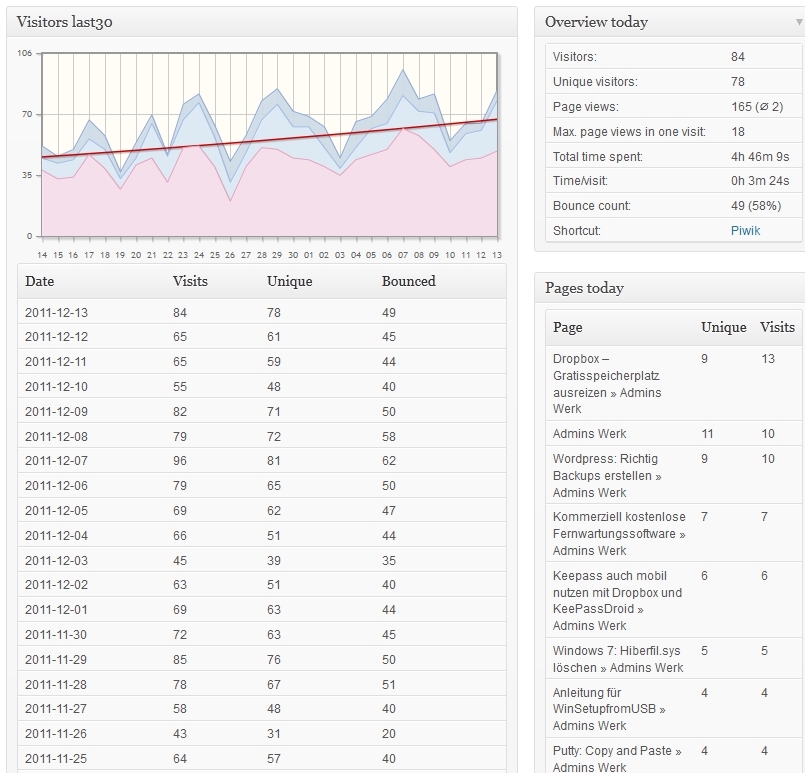 Visitors last30
106
70
35
0
14 15 16 17 18 19 20 21 22 23 24 25 26 27 28 29 30 01 02 03 04 05 06 07 08 09 10 11 12 13
Date Visits Unique Bounced
2011-12-13 84 78 49
2011-12-12 65 61 45
2011-12-11 65 59 44
2011-12-10 55 48 40
2011-12-09 82 71 50
2011-12-08 79 72 58
2011-12-07 96 81 62
2011-12-06 79 65 50
2011-12-05 69 62 47
2011-12-04 66 51 44
2011-12-03 45 39 35
2011-12-02 63 51 40
2011-12-01 69 63 44
2011-11-30 72 63 45
2011-11-29 85 76 50
2011-11-28 78 67 51
2011-11-27 58 48 40
2011-11-26 43 31 20
2011-11-25 64 57 40
Overview today
Visitors: 84
Unique visitors: 78
Page views: 165 (Ø 2)
Max. page views in one visit: 18
Total time spent: 4h 46m 9s
Time/visit: 0h 3m 24s
Bounce count: 49 (58%)
Shortcut: Piwik
Pages today
Page Unique Visits
Dropbox – 9 13
Gratisspeicherplatz
ausreizen » Admins
Werk
Admins Werk 11 10
Wordpress: Richtig 9 10
Backups erstellen »
Admins Werk
Kommerziell kostenlose 7 7
Fernwartungssoftware »
Admins Werk
Keepass auch mobil 6 6
nutzen mit Dropbox und
KeePassDroid »
Admins Werk
Windows 7: Hiberfil.sys 5 5
löschen » Admins Werk
Anleitung für 4 4
WinSetupfromUSB »
Admins Werk
Putty: Copy and Paste » 4 4
Admins Werk